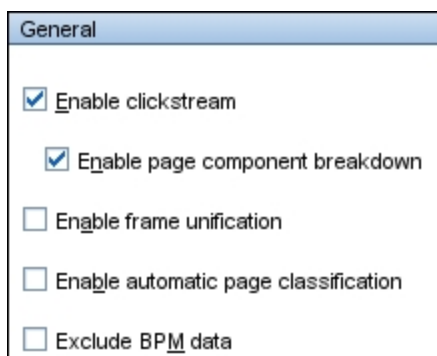 General
Enable clickstream
Enable page component breakdown
Enable frame unification
Enable automatic page classification
Exclude BPM data